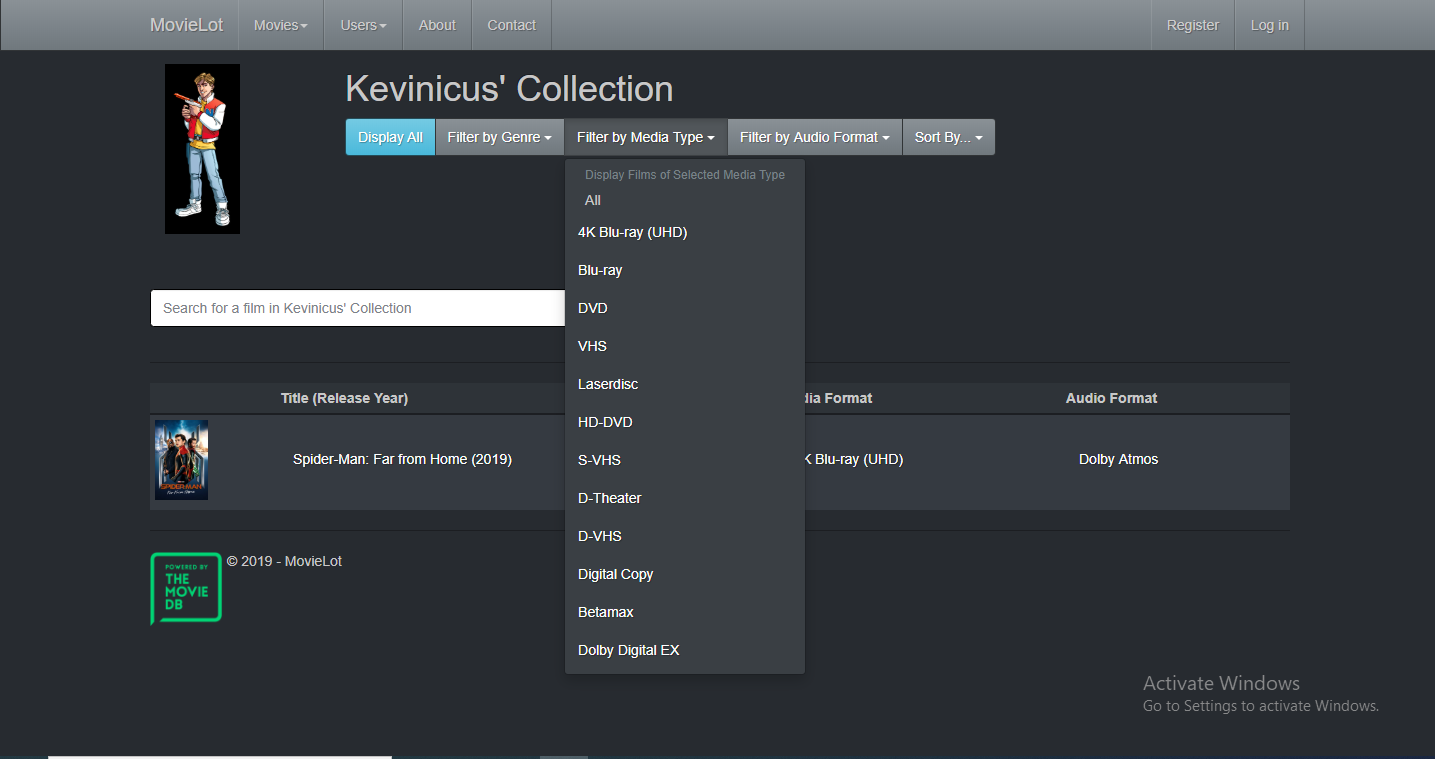 MovieLot Movies Users About Contact Register Log in
Kevinicus' Collection
Display All Filter by Genre Filter by Media Type Filter by Audio Format Sort By...
Display Films of Selected Media Type
All
4K Blu-ray (UHD)
Blu-ray
DVD
VHS
Laserdisc
HD-DVD
S-VHS
D-Theater
D-VHS
Digital Copy
Betamax
Dolby Digital EX
Search for a film in Kevinicus' Collection
Title (Release Year) dia Format Audio Format
SPIDER-MAN
Far From Home
Spider-Man: Far from Home (2019) K Blu-ray (UHD) Dolby Atmos
POWERED BY
THE
MOVIE
DB
© 2019 - MovieLot
Activate Windows
Go to Settings to activate Windows.